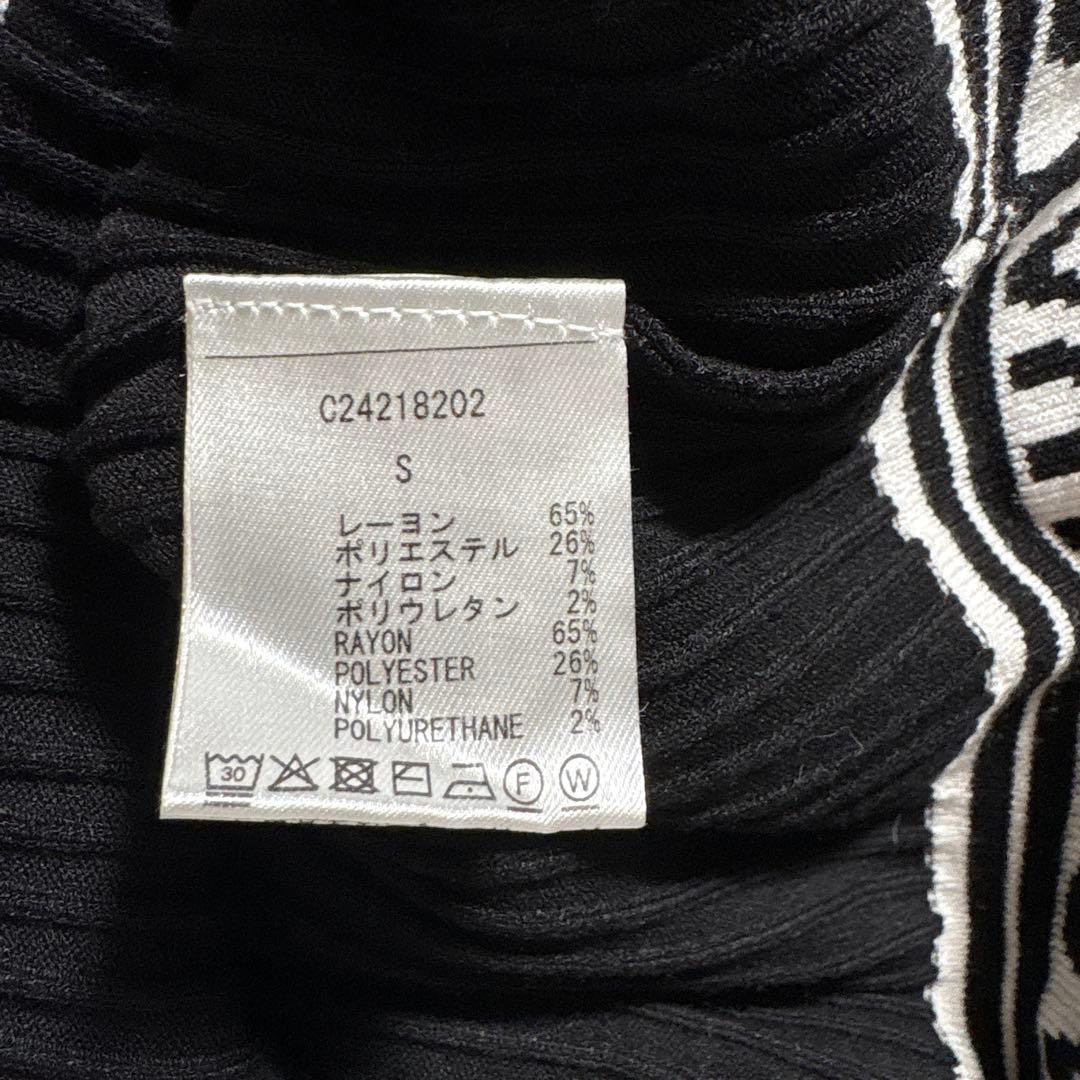 C24218202
S
レーヨン 65%
ポリエステル 26%
ナイロン 7%
ポリウレタン 2%
RAYON 65%
POLYESTER 26%
NYLON 7%
POLYURETHANE 2%
30 F W